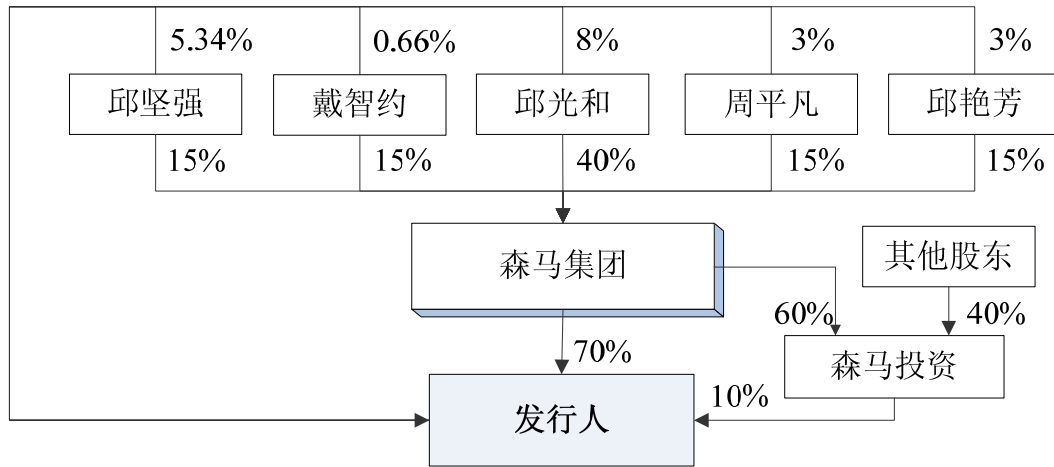 5.34% 0.66% 8% 3% 3%
邱坚强 戴智约 邱光和 周平凡 邱艳芳
15% 15% 40% 15% 15%
森马集团 其他股东
60% 40%
70% 森马投资
发行人 10%